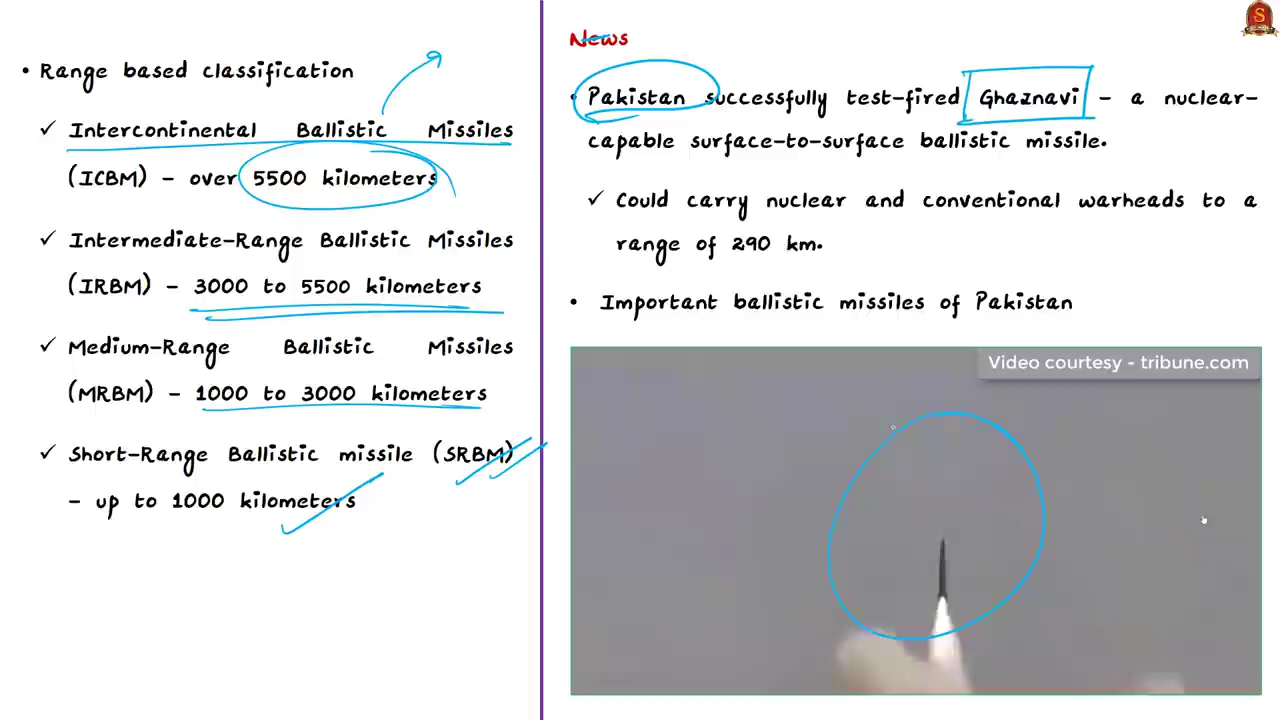 • Range based classification
✓ Intercontinental Ballistic Missiles
(ICBM) - over 5500 kilometers
✓ Intermediate-Range Ballistic Missiles
(IRBM) - 3000 to 5500 kilometers
✓ Medium-Range Ballistic Missiles
(MRBM) - 1000 to 3000 kilometers
✓ Short-Range Ballistic missile (SRBM)
- up to 1000 kilometers
News
• Pakistan successfully test-fired Ghaznavi - a nuclear-
capable surface-to-surface ballistic missile.
✓ Could carry nuclear and conventional warheads to a
range of 290 km.
• Important ballistic missiles of Pakistan
Video courtesy - tribune.com